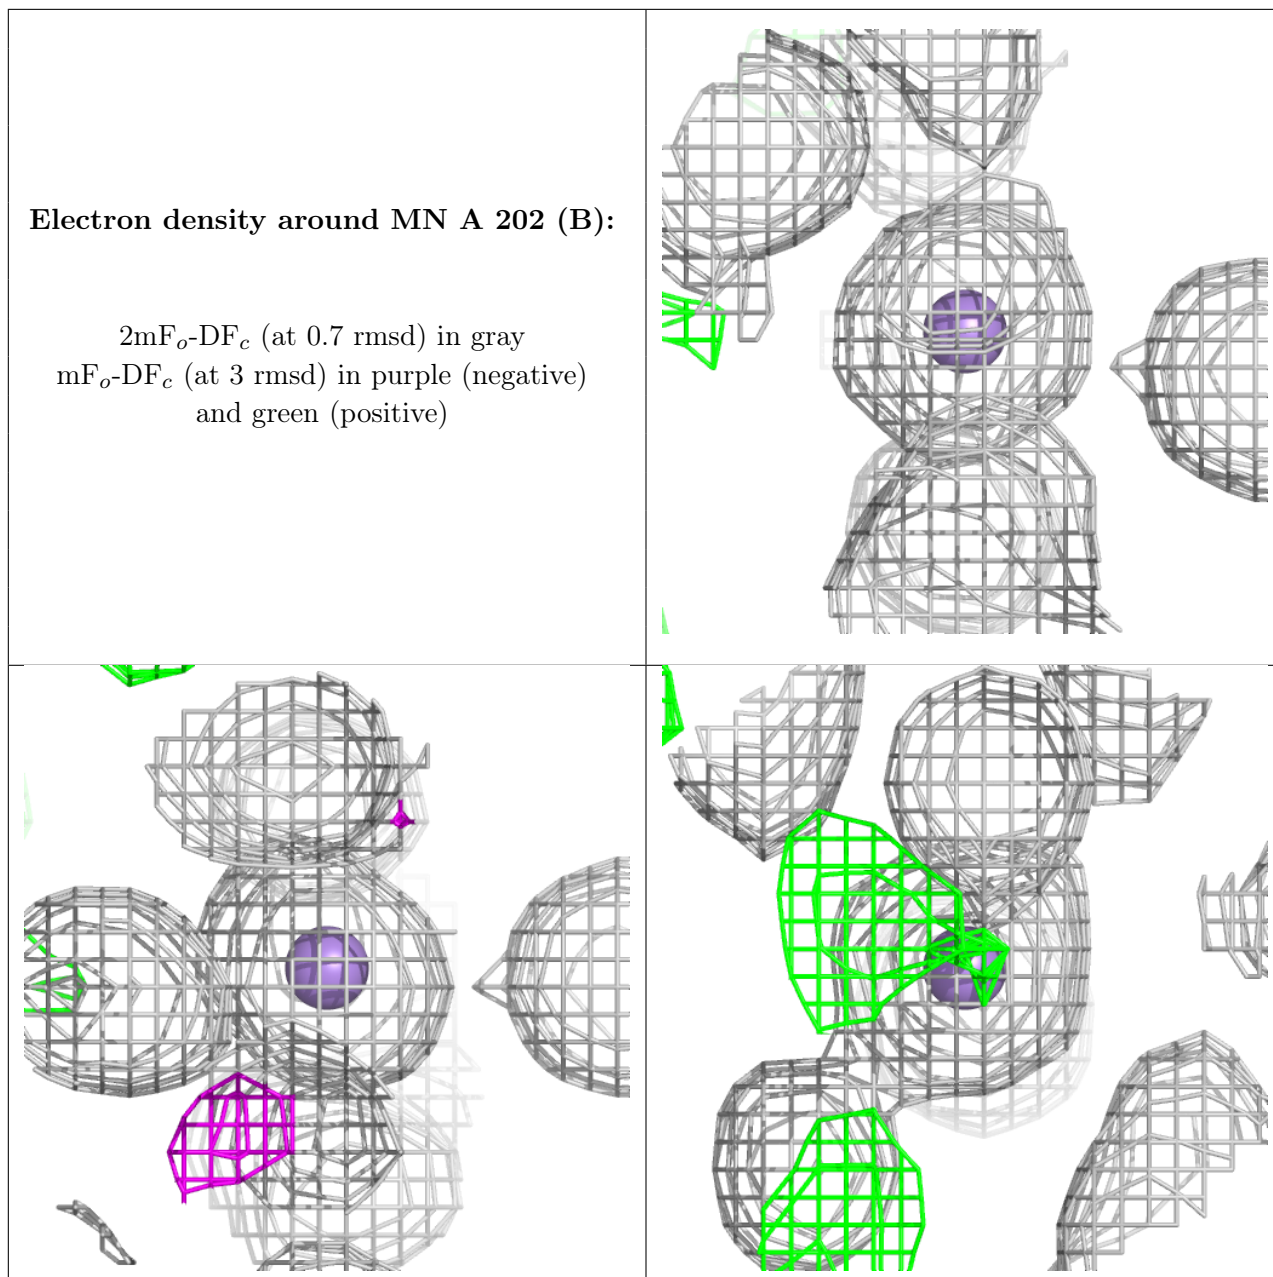 Electron density around MN A 202 (B):
2mFo-DFc (at 0.7 rmsd) in gray
mFo-DFc (at 3 rmsd) in purple (negative)
and green (positive)